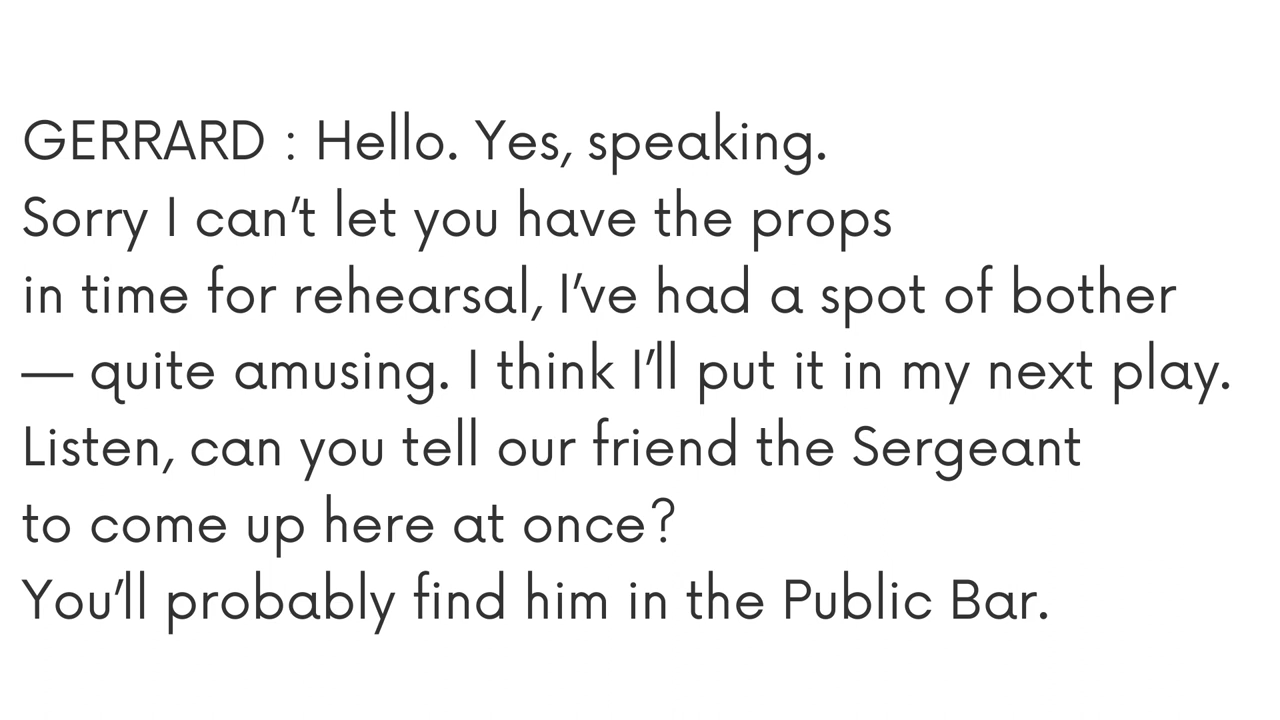 GERRARD : Hello. Yes, speaking.
Sorry I can’t let you have the props
in time for rehearsal, I’ve had a spot of bother
— quite amusing. I think I’ll put it in my next play.
Listen, can you tell our friend the Sergeant
to come up here at once?
You’ll probably find him in the Public Bar.